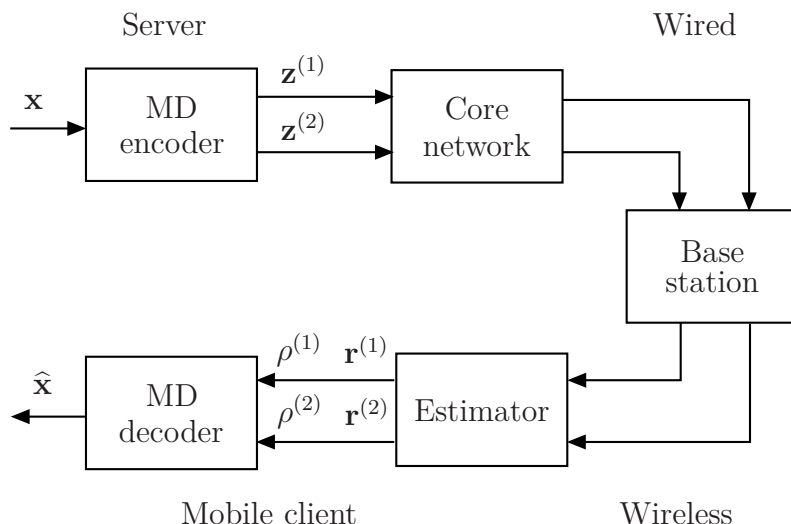 Server
Wired
x
MD
encoder
z^(1)
z^(2)
Core
network
Base
station
x̂
MD
decoder
ρ^(1) r^(1)
ρ^(2) r^(2)
Estimator
Mobile client
Wireless